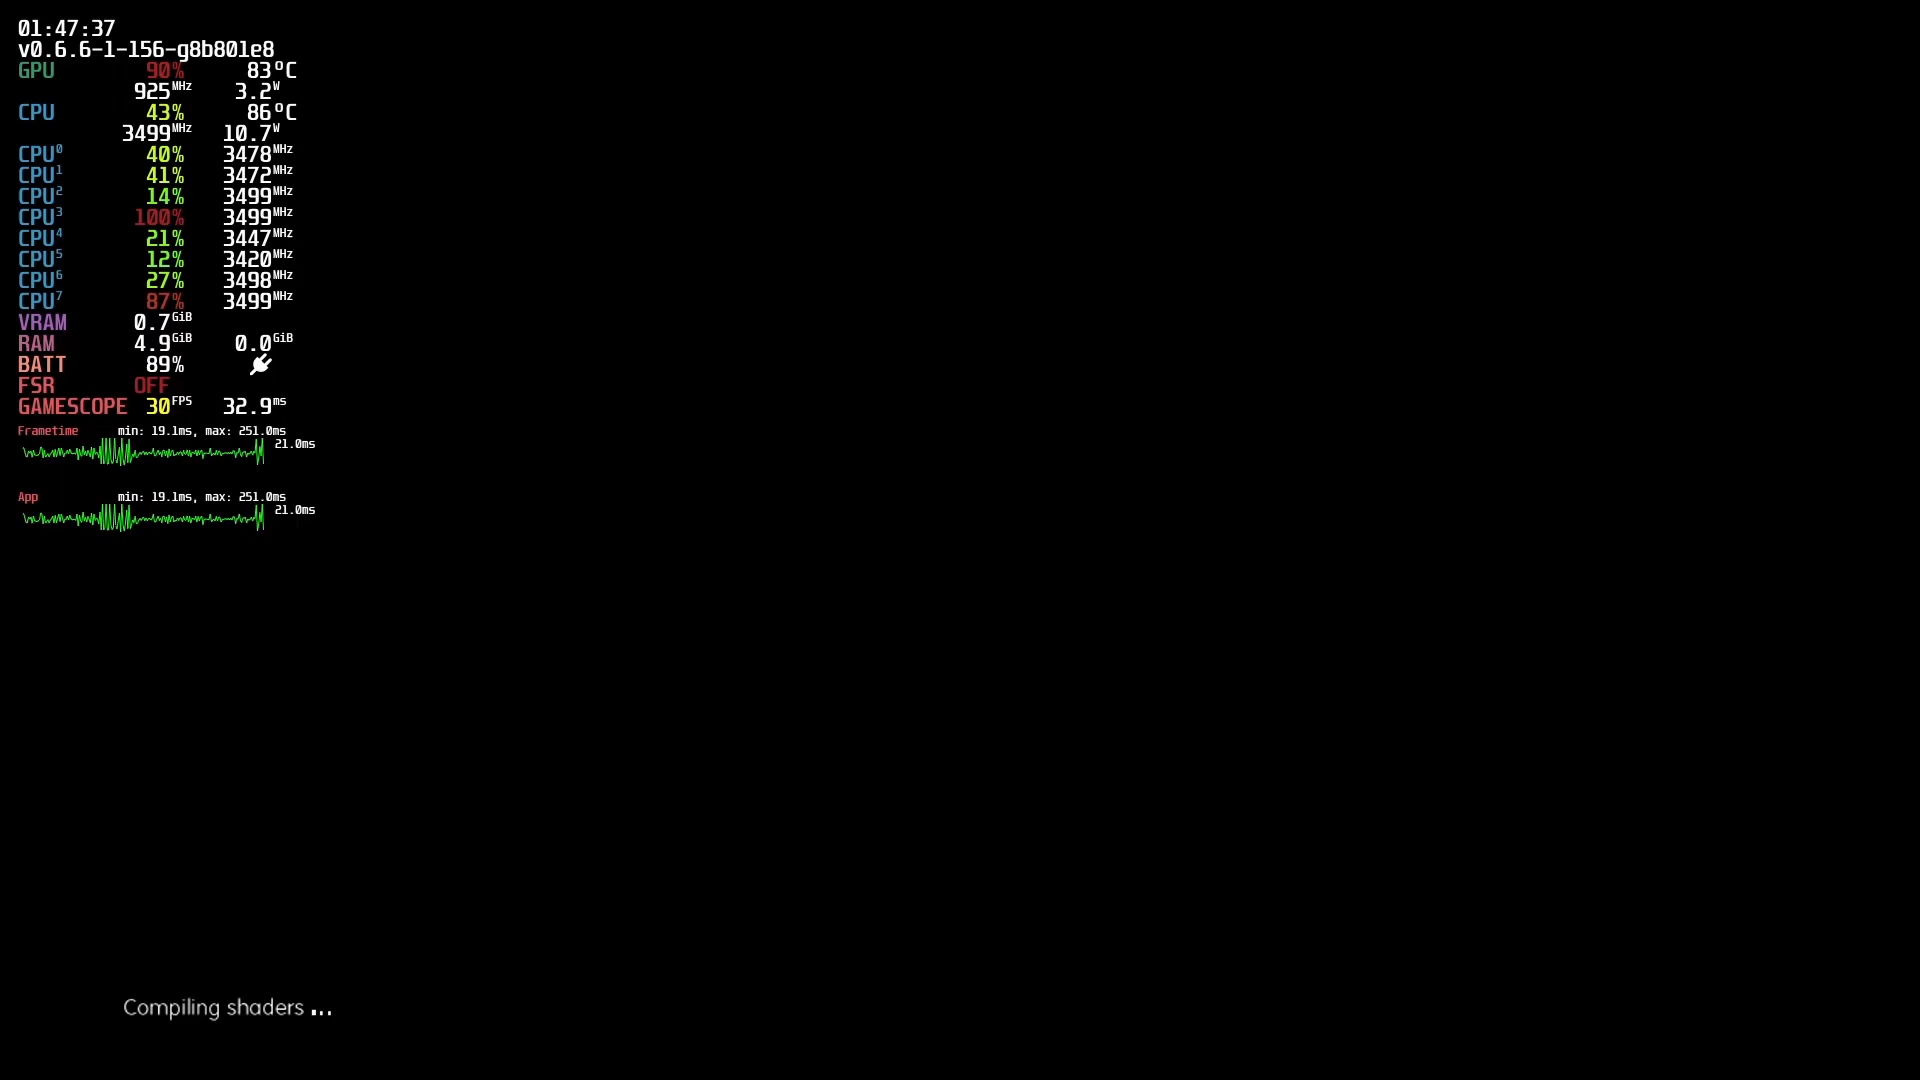 01:47:37
v0.6.6-1-156-g8b801e8
GPU 90% 83°C
925MHz 3.2W
CPU 43% 86°C
3499MHz 10.7W
CPU0 40% 3478MHz
CPU1 41% 3472MHz
CPU2 14% 3499MHz
CPU3 100% 3499MHz
CPU4 21% 3447MHz
CPU5 12% 3420MHz
CPU6 27% 3498MHz
CPU7 87% 3499MHz
VRAM 0.7GiB
RAM 4.9GiB 0.0GiB
BATT 89%
FSR OFF
GAMESCOPE 30FPS 32.9ms
Frametime min: 19.1ms, max: 251.0ms
21.0ms
App min: 19.1ms, max: 251.0ms
21.0ms
Compiling shaders ...